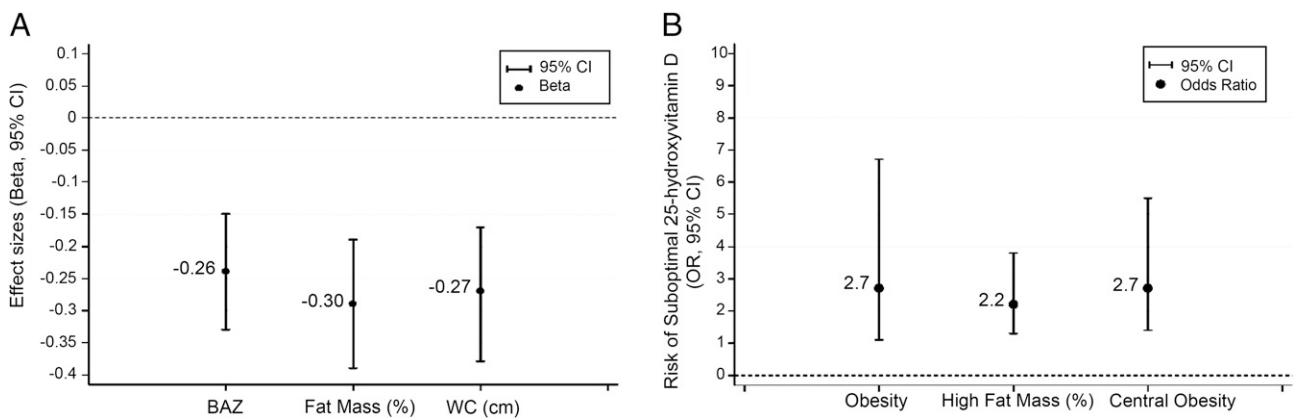 A
Effect sizes (Beta, 95% CI)
0.1
0.05
0
-0.05
-0.1
-0.15
-0.2
-0.25
-0.3
-0.35
-0.4
95% CI
Beta
-0.26
-0.30
-0.27
BAZ
Fat Mass (%)
WC (cm)
B
Risk of Suboptimal 25-hydroxyvitamin D
(OR, 95% CI)
10
9
8
7
6
5
4
3
2
1
0
95% CI
Odds Ratio
2.7
2.2
2.7
Obesity
High Fat Mass (%)
Central Obesity